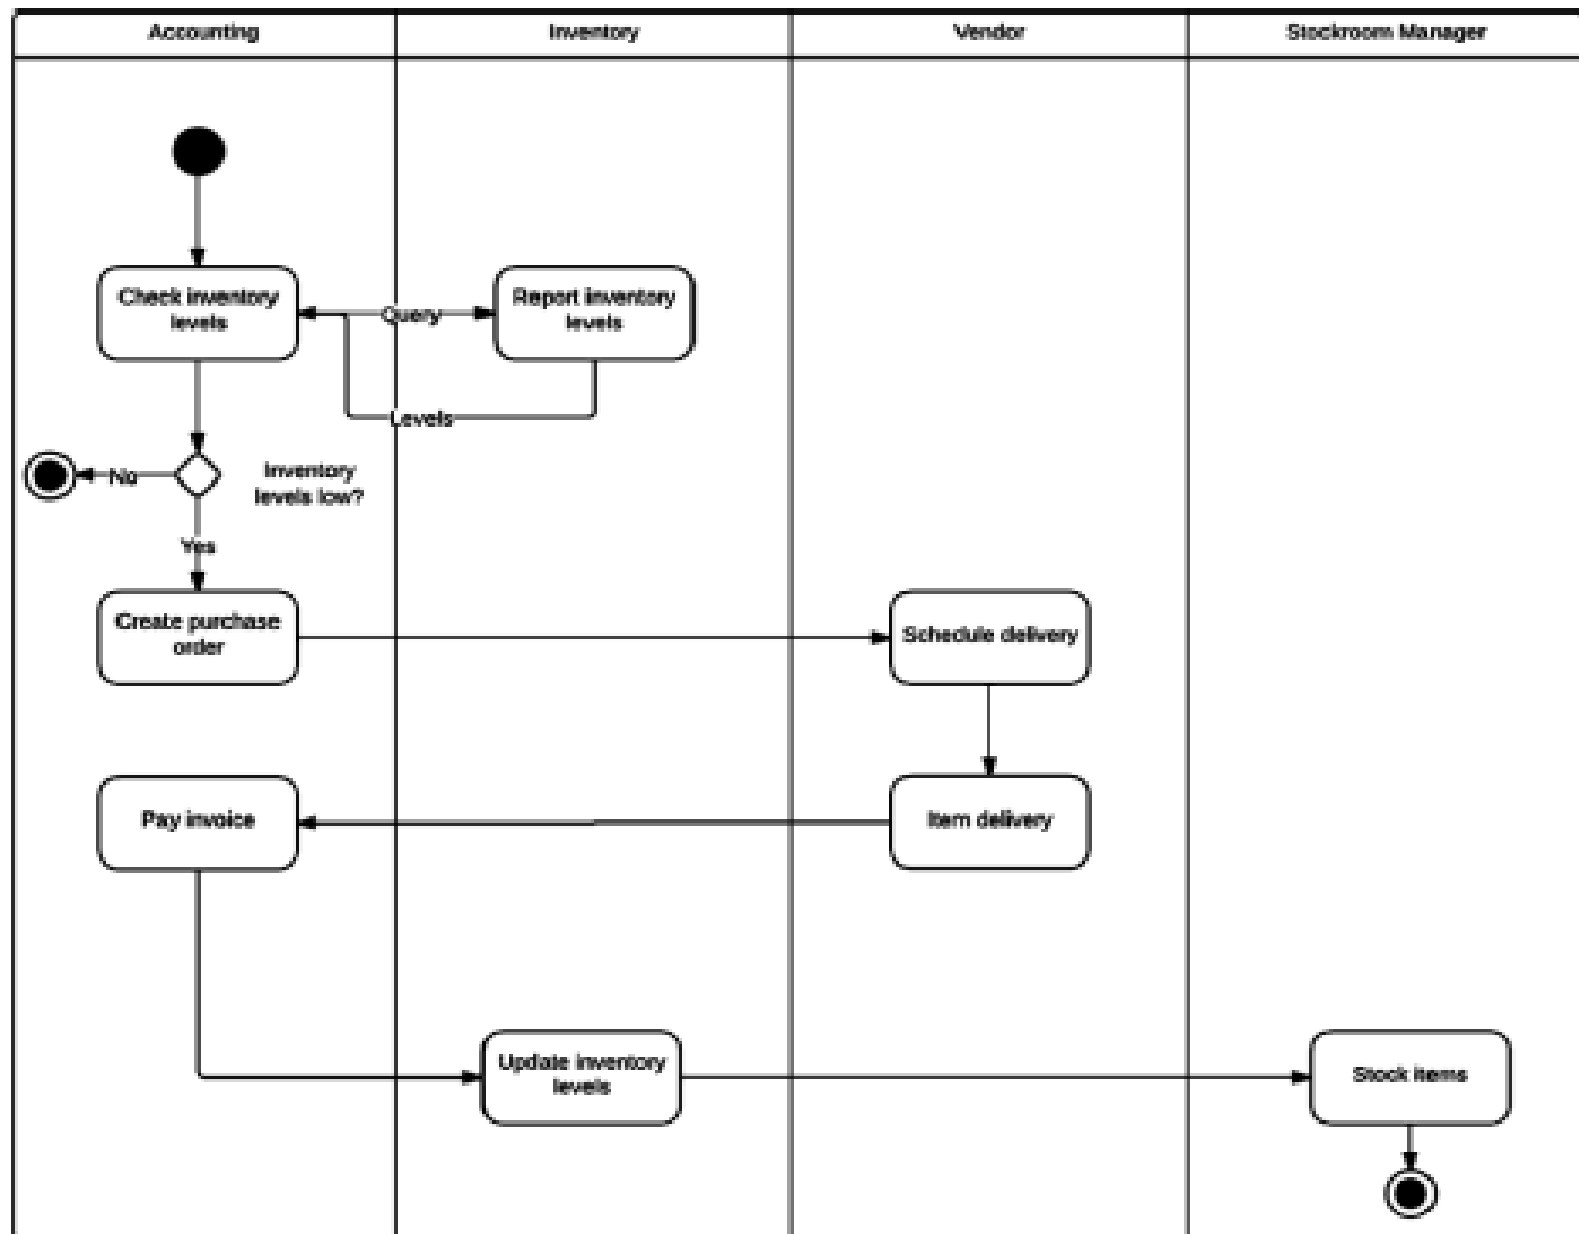 Accounting
Inventory
Vendor
Stockroom Manager
Check inventory
levels
Query
Report inventory
levels
Levels
No
Inventory
levels low?
Yes
Create purchase
order
Schedule delivery
Pay invoice
Item delivery
Update inventory
levels
Stock items